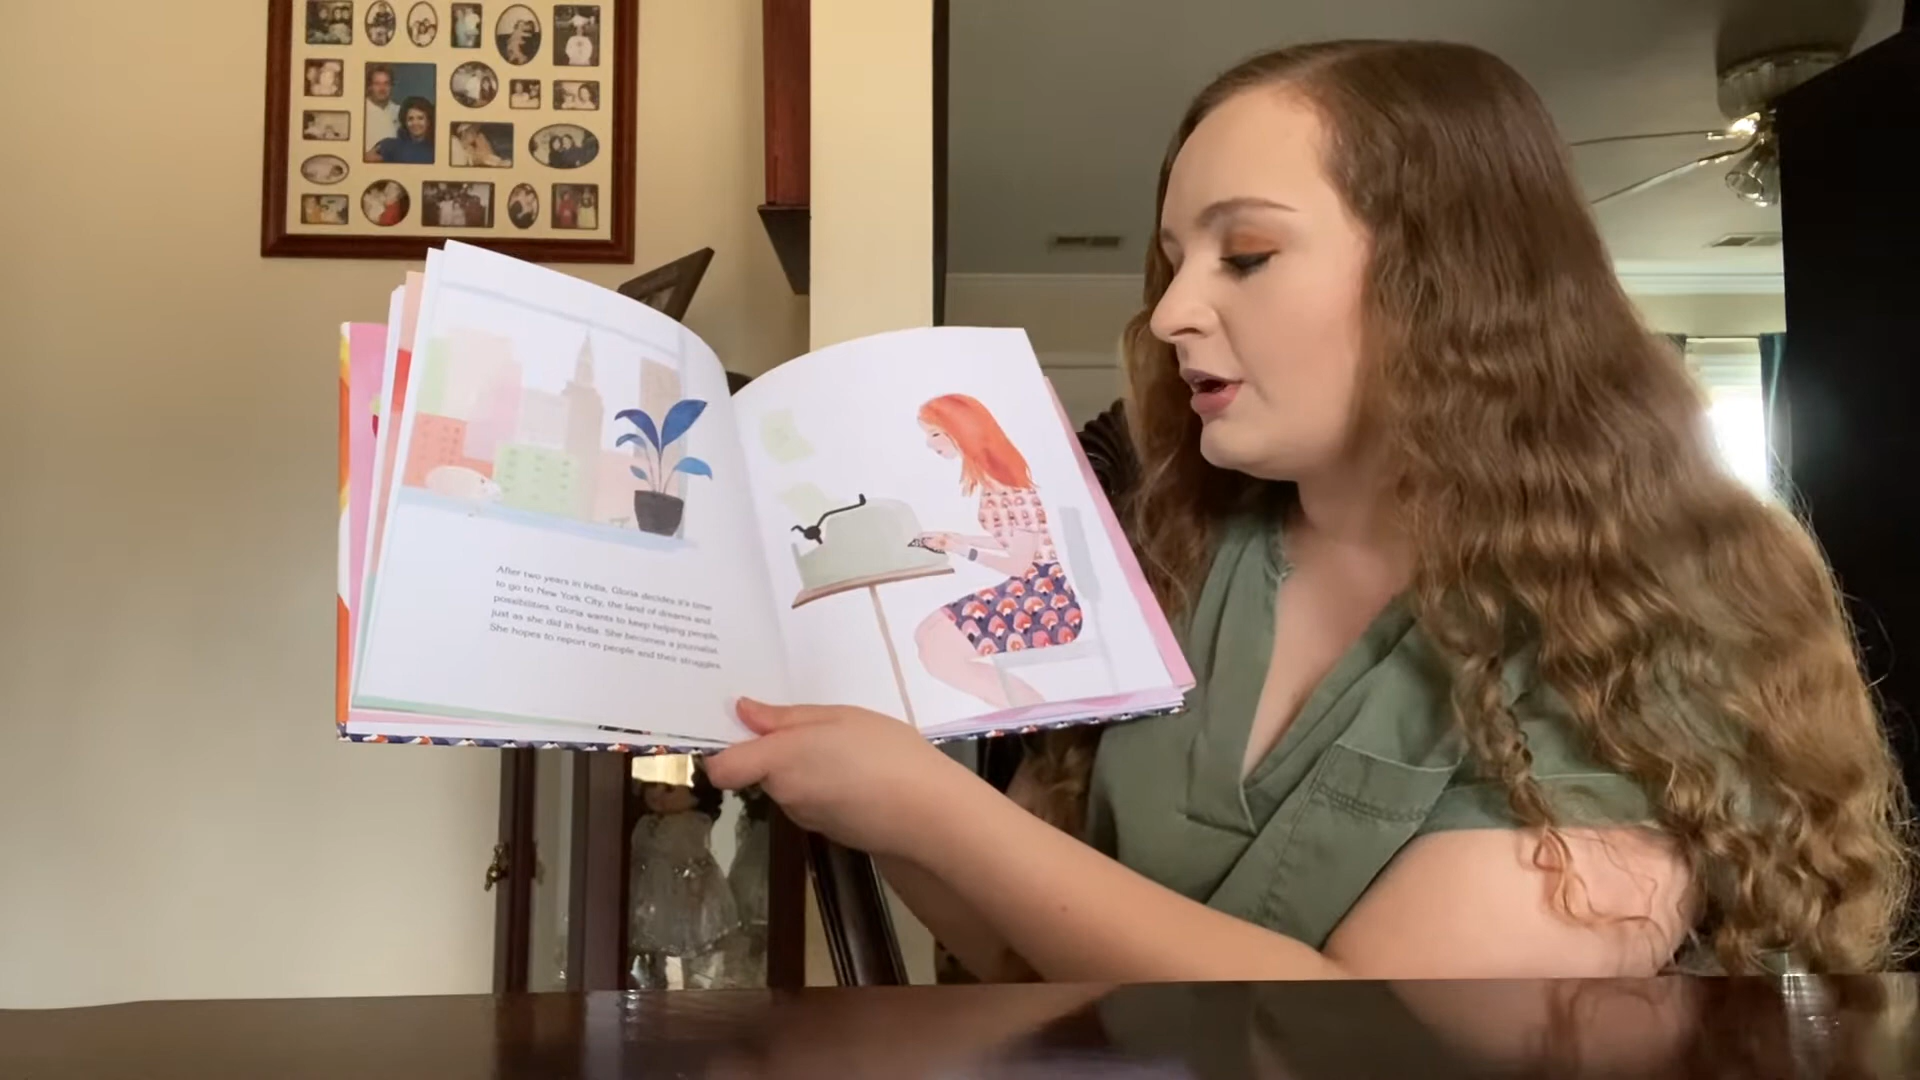 After two years in India, Gloria decides it's time
to go to New York City, the land of dreams and
possibilities. Gloria wants to keep helping people,
just as she did in India. She becomes a journalist.
She hopes to report on people and their struggles.